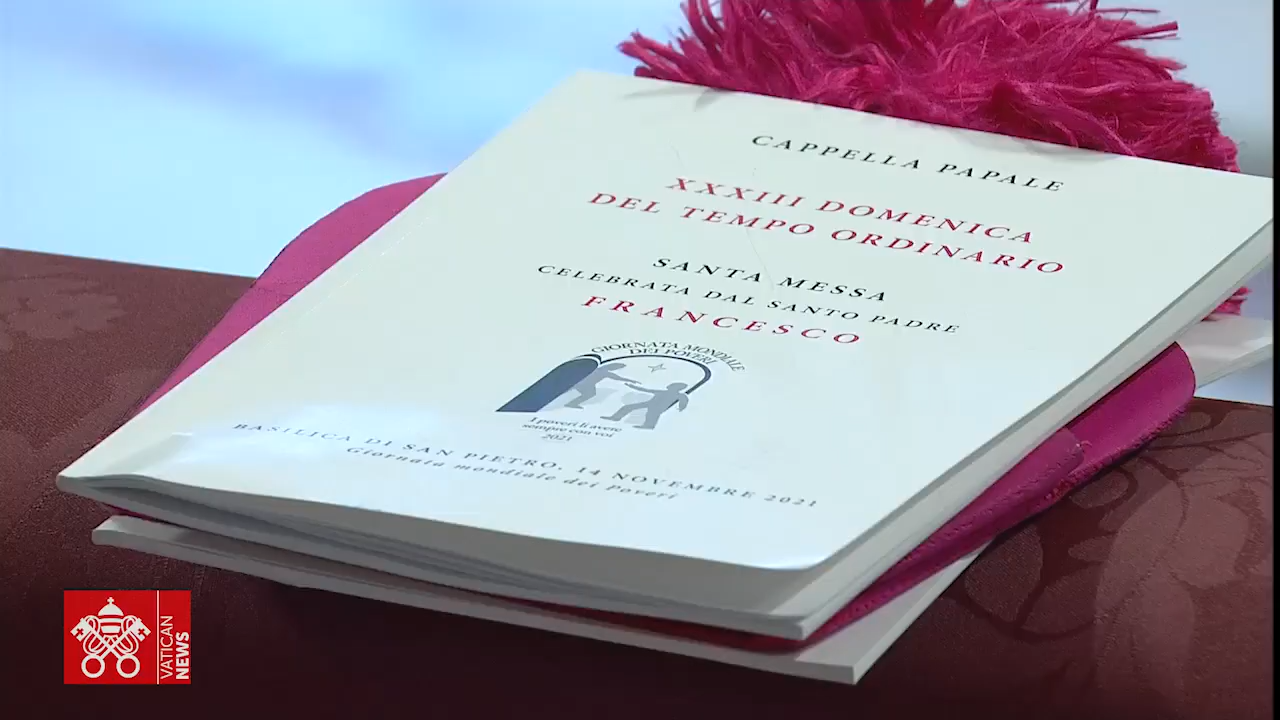 CAPPELLA PAPALE
XXXIII DOMENICA
DEL TEMPO ORDINARIO
SANTA MESSA
CELEBRATA DAL SANTO PADRE
FRANCESCO
GIORNATA MONDIALE
DEI POVERI
I poveri li avere
sempre con voi
2021
BASILICA DI SAN PIETRO, 14 NOVEMBRE 2021
Giornata mondiale dei Poveri
VATICAN
NEWS